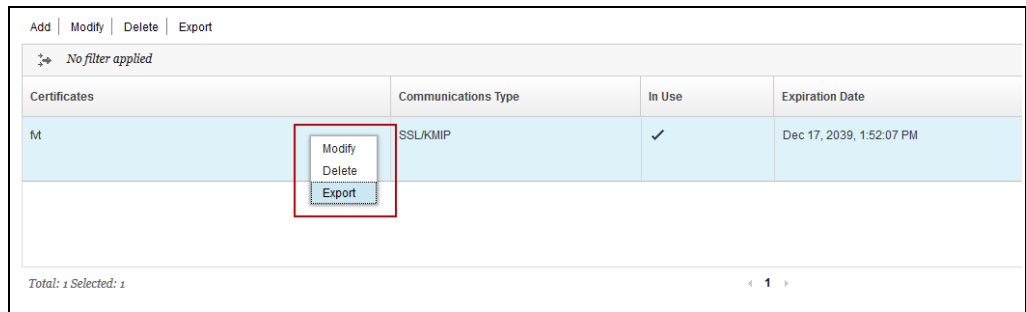 Add | Modify | Delete | Export
No filter applied
Certificates Communications Type In Use Expiration Date
fvt SSL/KMIP ✓ Dec 17, 2039, 1:52:07 PM
Modify
Delete
Export
Total: 1 Selected: 1 1